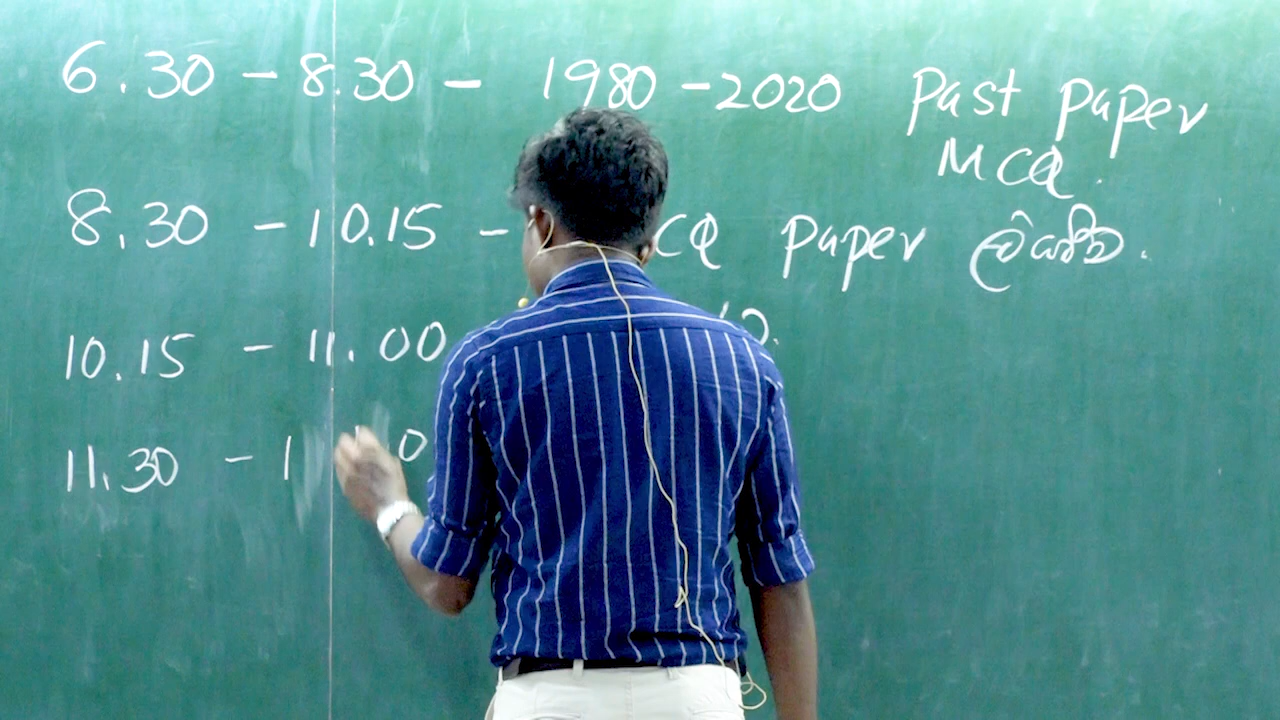 6.30 - 8.30 - 1980 - 2020 Past paper
MCQ.
8.30 - 10.15 - CQ paper
10.15 - 11.00
11.30 - 1